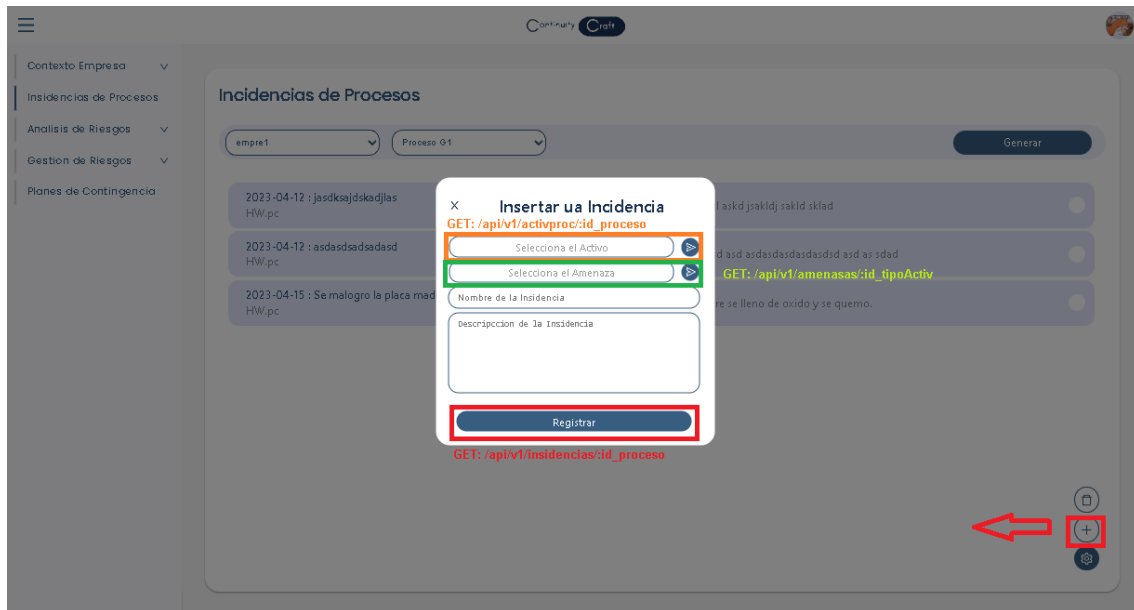 Continuity Craft
Contexto Empresa
Insidencias de Procesos
Analisis de Riesgos
Gestion de Riesgos
Planes de Contingencia
Incidencias de Procesos
empre1
Proceso G1
Generar
2023-04-12 : jasdksajdskadjlas
HW.pc
l askd jsakldj sakld sklad
2023-04-12 : asdasdsadsadasd
HW.pc
d asd asdasdasdasdasdsd asd as sdad
2023-04-15 : Se malogro la placa mad
HW.pc
re se lleno de oxido y se quemo.
X
Insertar ua Incidencia
GET: /api/v1/activproc/:id_proceso
Selecciona el Activo
Selecciona el Amenaza
GET: /api/v1/amenasas/:id_tipoActiv
Nombre de la Insidencia
Descripccion de la Insidencia
Registrar
GET: /api/v1/insidencias/:id_proceso